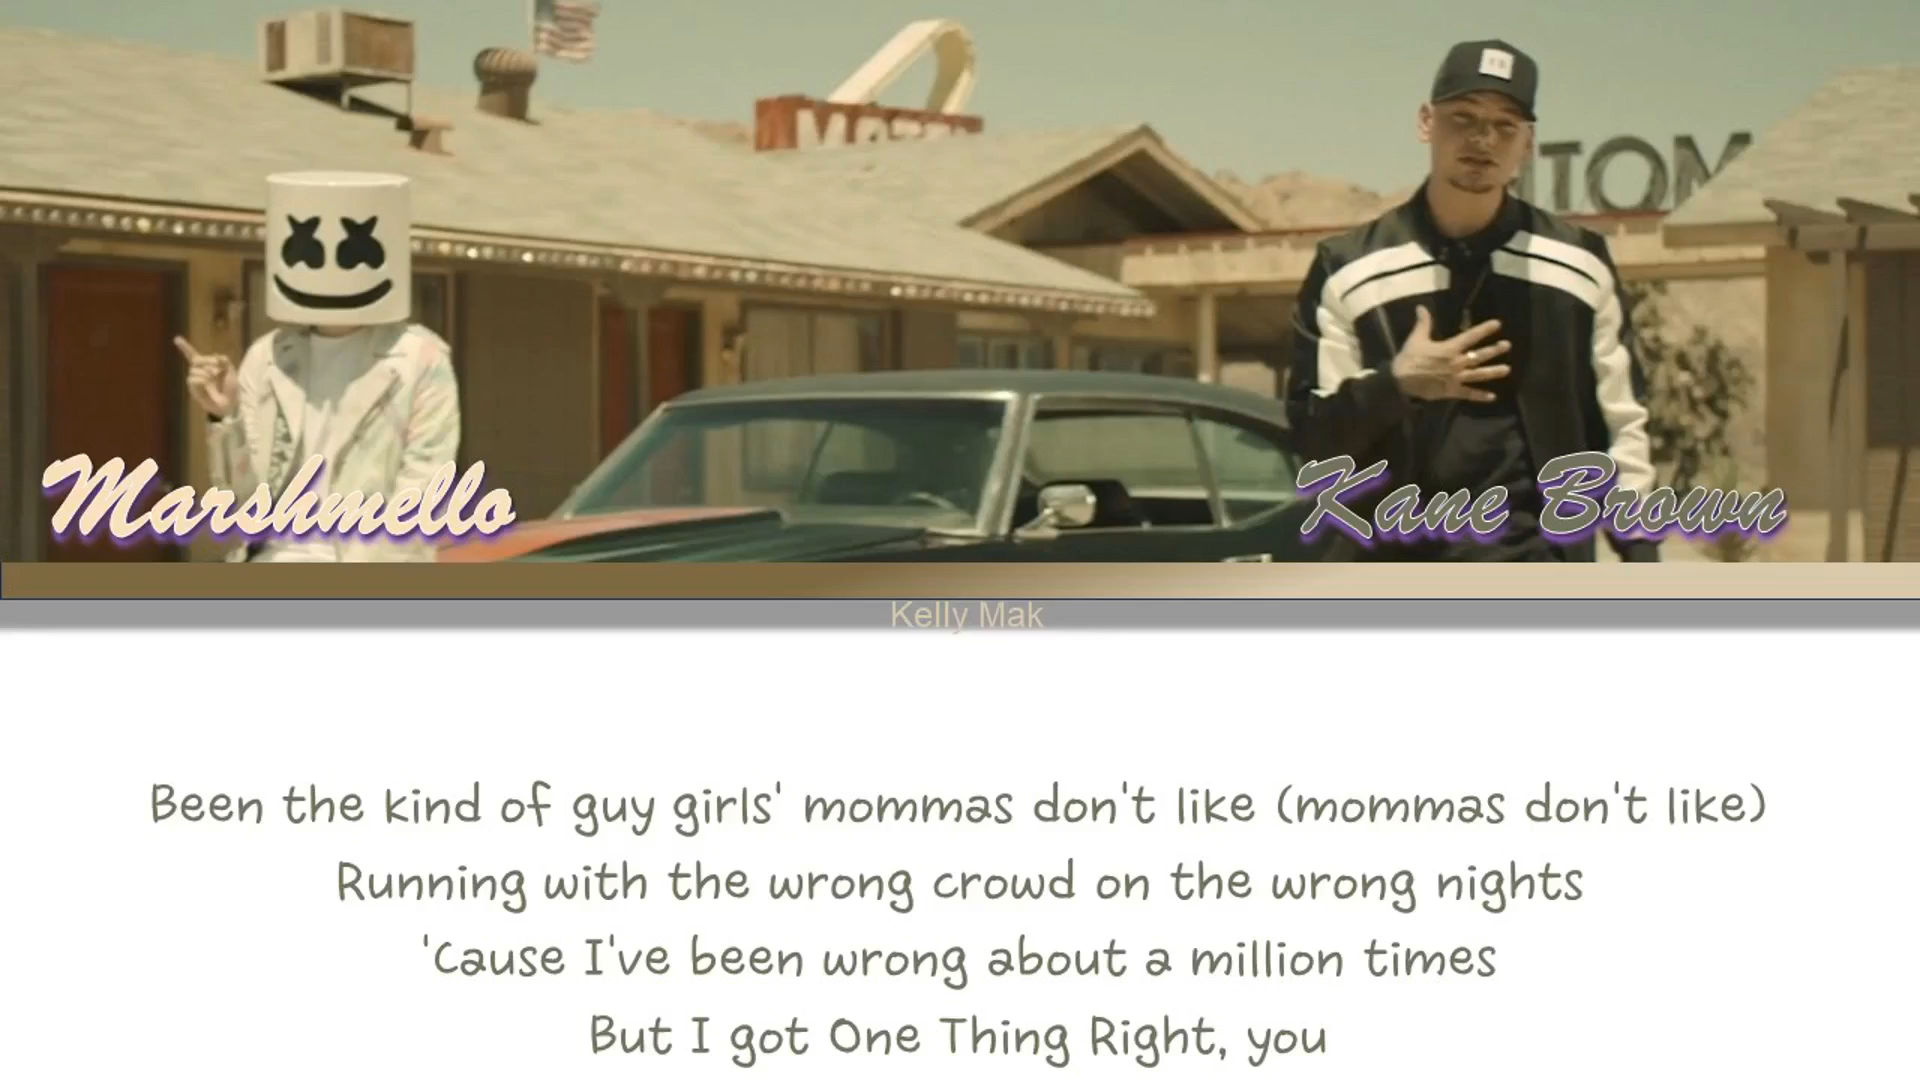 MOTEL
TOM
Marshmello
Kane Brown
Kelly Mak
Been the kind of guy girls' mommas don't like (mommas don't like)
Running with the wrong crowd on the wrong nights
'Cause I've been wrong about a million times
But I got One Thing Right, you